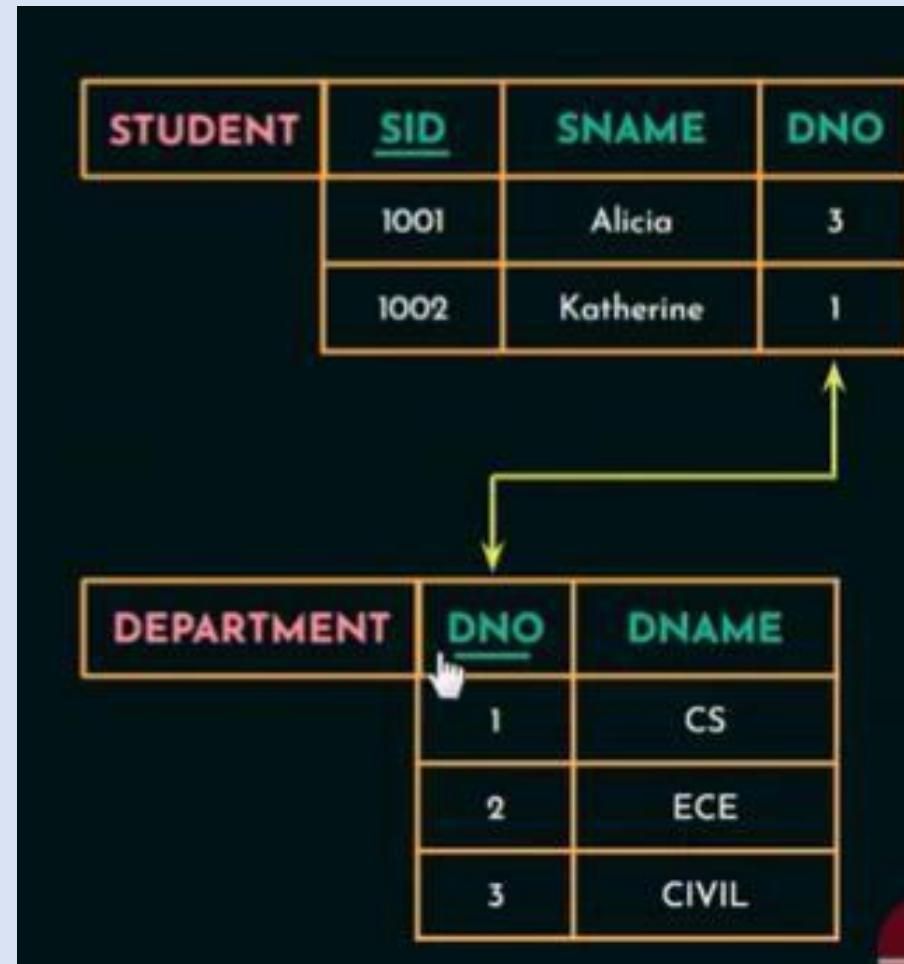 STUDENT SID SNAME DNO
1001 Alicia 3
1002 Katherine 1
DEPARTMENT DNO DNAME
1 CS
2 ECE
3 CIVIL